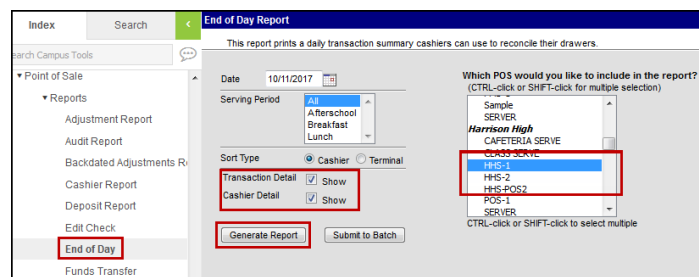 Index
Search
<
End of Day Report
earch Campus Tools
This report prints a daily transaction summary cashiers can use to reconcile their drawers.
Point of Sale
Reports
Adjustment Report
Audit Report
Backdated Adjustments R
Cashier Report
Deposit Report
Edit Check
End of Day
Funds Transfer
Date 10/11/2017
Serving Period
All
Afterschool
Breakfast
Lunch
Sort Type Cashier Terminal
Transaction Detail Show
Cashier Detail Show
Generate Report Submit to Batch
Which POS would you like to include in the report?
(CTRL-click or SHIFT-click for multiple selection)
Sample
SERVER
Harrison High
CAFETERIA SERVE
CLASS SERVE
HHS-1
HHS-2
HHS-POS2
POS-1
SERVER
CTRL-click or SHIFT-click to select multiple